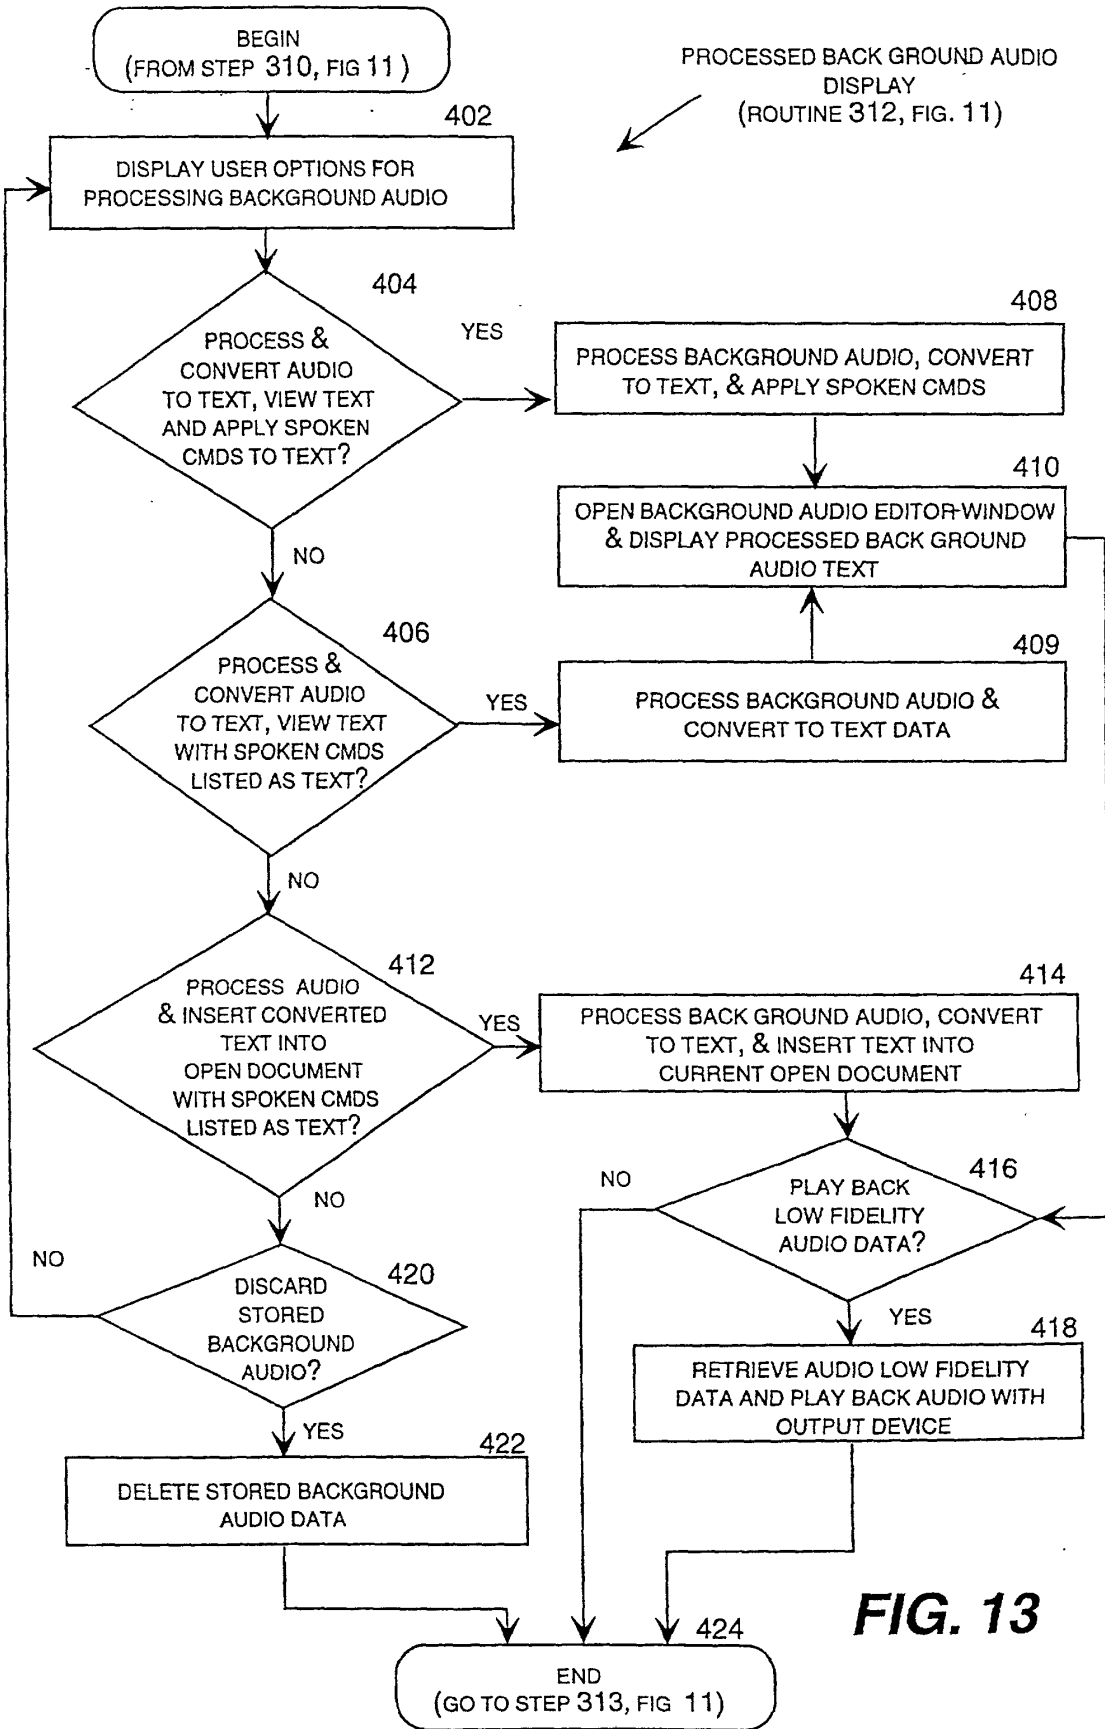 BEGIN
(FROM STEP 310, FIG 11)
PROCESSED BACK GROUND AUDIO
DISPLAY
(ROUTINE 312, FIG. 11)
402
DISPLAY USER OPTIONS FOR
PROCESSING BACKGROUND AUDIO
404
PROCESS &
CONVERT AUDIO
TO TEXT, VIEW TEXT
AND APPLY SPOKEN
CMDS TO TEXT?
YES
408
PROCESS BACKGROUND AUDIO, CONVERT
TO TEXT, & APPLY SPOKEN CMDS
410
OPEN BACKGROUND AUDIO EDITOR-WINDOW
& DISPLAY PROCESSED BACK GROUND
AUDIO TEXT
NO
406
PROCESS &
CONVERT AUDIO
TO TEXT, VIEW TEXT
WITH SPOKEN CMDS
LISTED AS TEXT?
YES
409
PROCESS BACKGROUND AUDIO &
CONVERT TO TEXT DATA
NO
412
PROCESS AUDIO
& INSERT CONVERTED
TEXT INTO
OPEN DOCUMENT
WITH SPOKEN CMDS
LISTED AS TEXT?
YES
414
PROCESS BACK GROUND AUDIO, CONVERT
TO TEXT, & INSERT TEXT INTO
CURRENT OPEN DOCUMENT
NO
416
PLAY BACK
LOW FIDELITY
AUDIO DATA?
NO
YES
418
RETRIEVE AUDIO LOW FIDELITY
DATA AND PLAY BACK AUDIO WITH
OUTPUT DEVICE
NO
420
DISCARD
STORED
BACKGROUND
AUDIO?
YES
422
DELETE STORED BACKGROUND
AUDIO DATA
FIG. 13
424
END
(GO TO STEP 313, FIG 11)